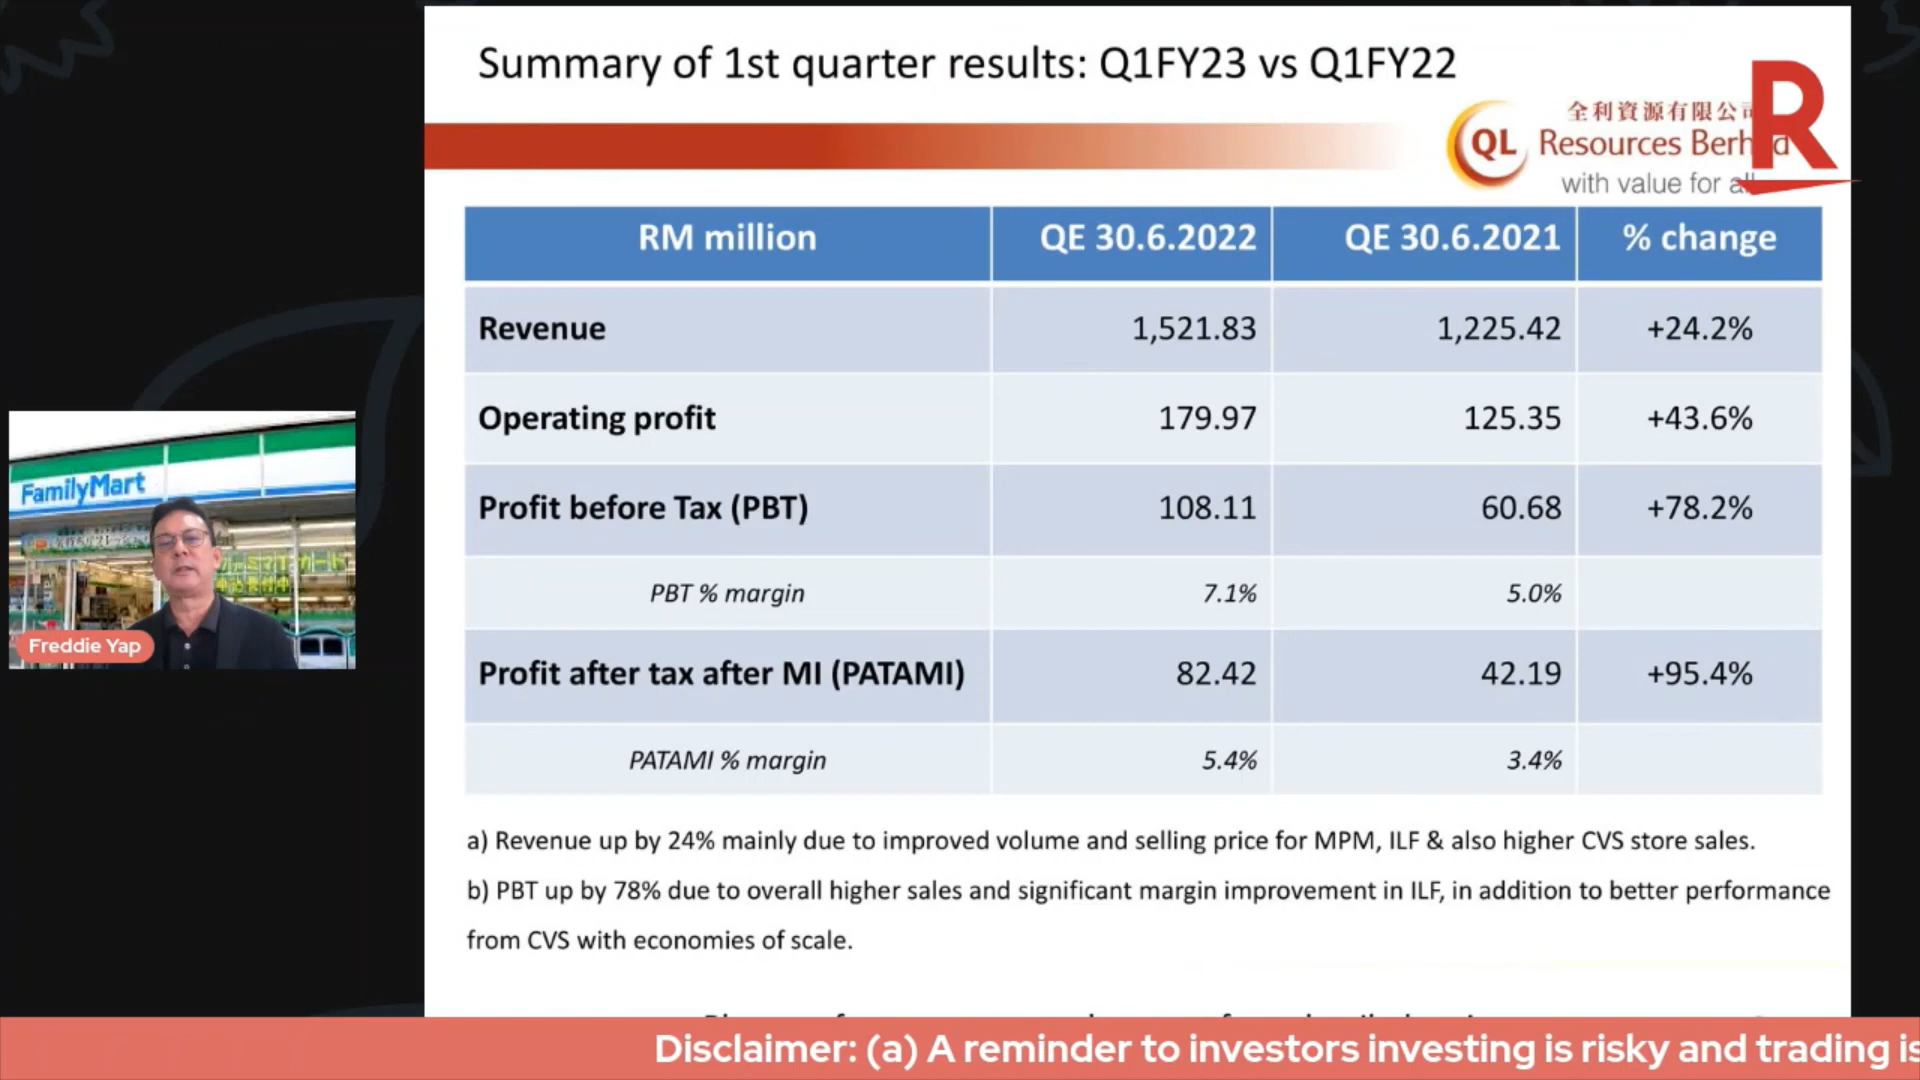 Summary of 1st quarter results: Q1FY23 vs Q1FY22
全利資源有限公司
QL Resources Berhad
with value for all
R
RM million QE 30.6.2022 QE 30.6.2021 % change
Revenue 1,521.83 1,225.42 +24.2%
Operating profit 179.97 125.35 +43.6%
Profit before Tax (PBT) 108.11 60.68 +78.2%
PBT % margin 7.1% 5.0%
Profit after tax after MI (PATAMI) 82.42 42.19 +95.4%
PATAMI % margin 5.4% 3.4%
a) Revenue up by 24% mainly due to improved volume and selling price for MPM, ILF & also higher CVS store sales.
b) PBT up by 78% due to overall higher sales and significant margin improvement in ILF, in addition to better performance
from CVS with economies of scale.
FamilyMart
Freddie Yap
Disclaimer: (a) A reminder to investors investing is risky and trading is